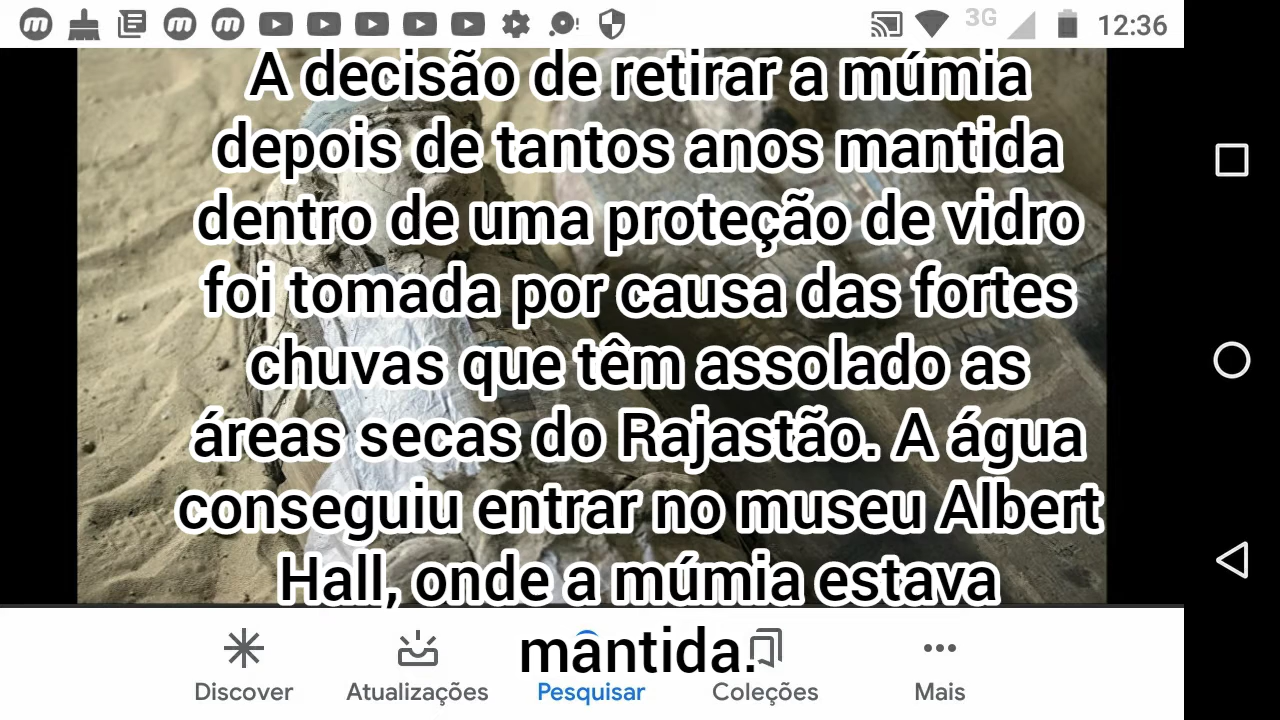 3G 12:36
A decisão de retirar a múmia
depois de tantos anos mantida
dentro de uma proteção de vidro
foi tomada por causa das fortes
chuvas que têm assolado as
áreas secas do Rajastão. A água
conseguiu entrar no museu Albert
Hall, onde a múmia estava
mantida.
Discover Atualizações Pesquisar Coleções Mais